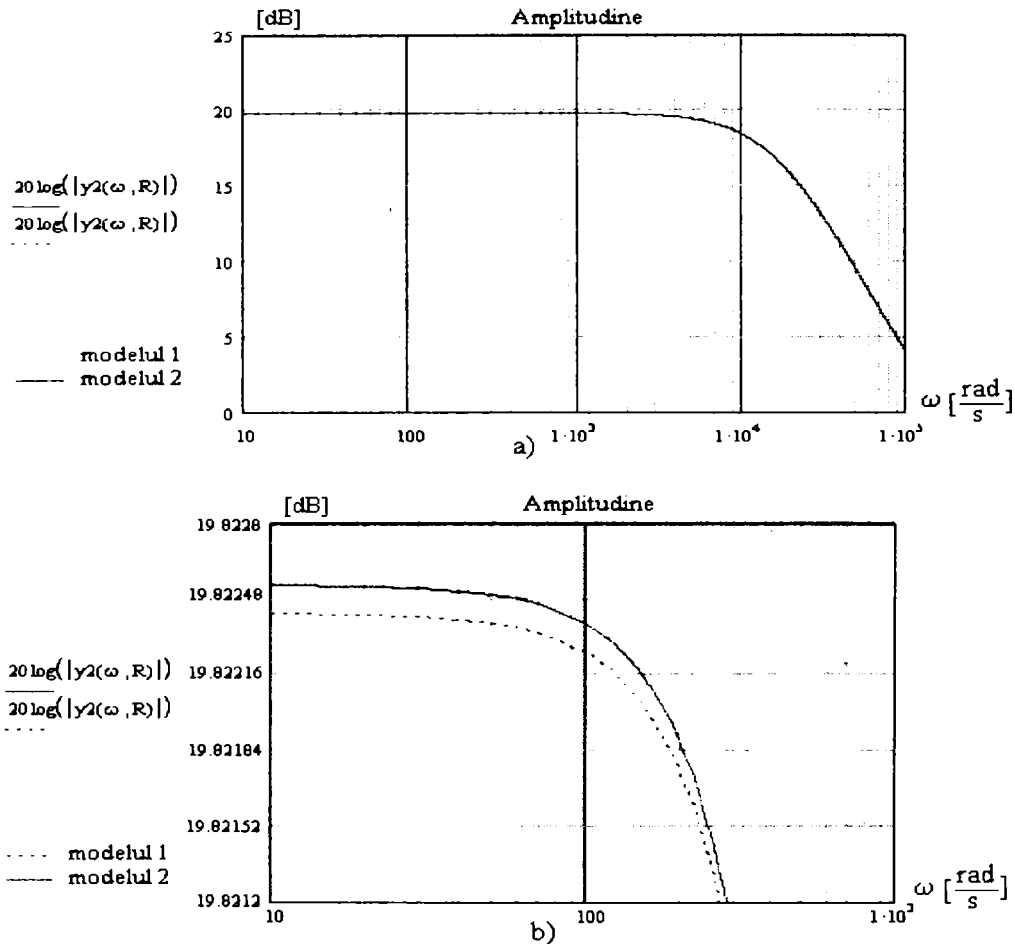 [dB] Amplitudine
25
20
15
10
5
0
20 log(|y2(ω,R)|)
20 log(|y2(ω,R)|)
modelul 1
modelul 2
10 100 1·10³ 1·10⁴ 1·10⁵
ω [rad/s]
a)
[dB] Amplitudine
19.8228
19.82248
19.82216
19.82184
19.82152
19.8212
20 log(|y2(ω,R)|)
20 log(|y2(ω,R)|)
modelul 1
modelul 2
10 100 1·10³
ω [rad/s]
b)